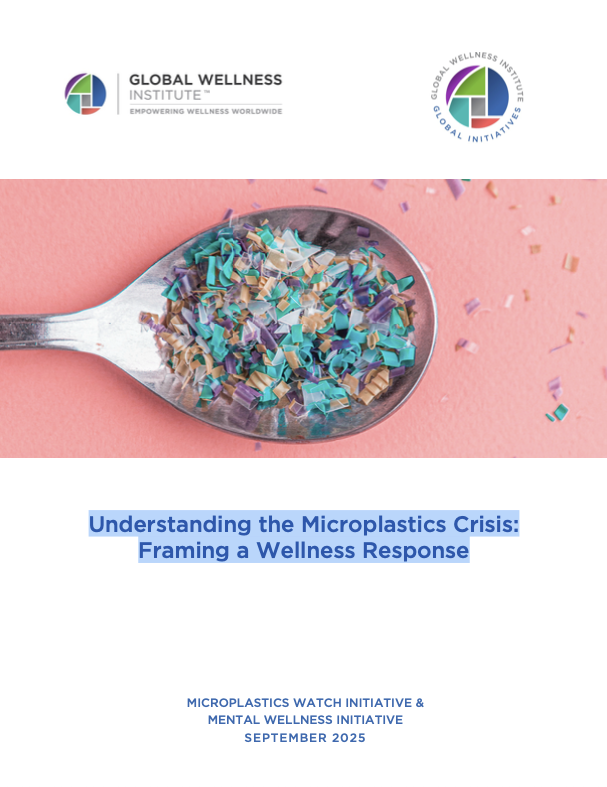 GLOBAL WELLNESS
INSTITUTE™
EMPOWERING WELLNESS WORLDWIDE
GLOBAL WELLNESS INSTITUTE
GLOBAL INITIATIVES
Understanding the Microplastics Crisis:
Framing a Wellness Response
MICROPLASTICS WATCH INITIATIVE &
MENTAL WELLNESS INITIATIVE
SEPTEMBER 2025